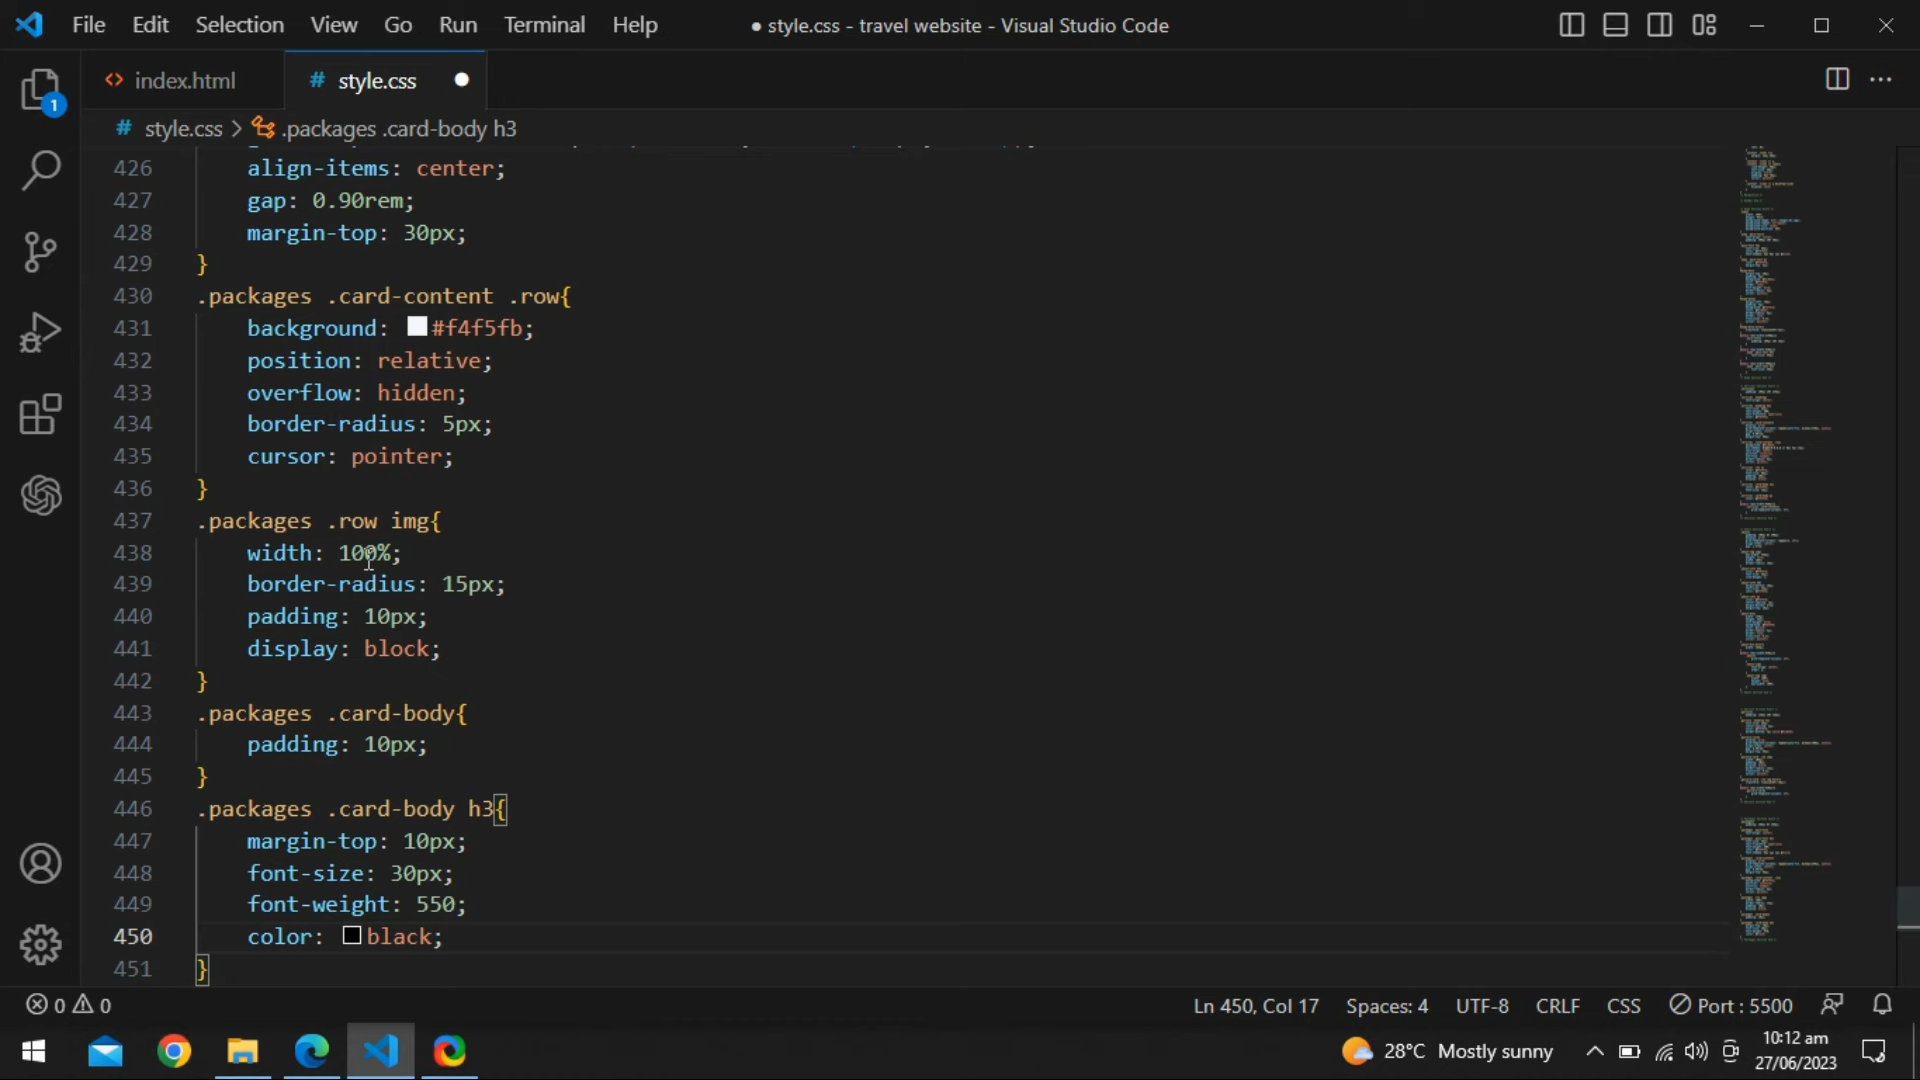 File Edit Selection View Go Run Terminal Help ● style.css - travel website - Visual Studio Code
index.html # style.css
# style.css > .packages .card-body h3
1
426 align-items: center;
427 gap: 0.90rem;
428 margin-top: 30px;
429 }
430 .packages .card-content .row{
431 background: #f4f5fb;
432 position: relative;
433 overflow: hidden;
434 border-radius: 5px;
435 cursor: pointer;
436 }
437 .packages .row img{
438 width: 100%;
439 border-radius: 15px;
440 padding: 10px;
441 display: block;
442 }
443 .packages .card-body{
444 padding: 10px;
445 }
446 .packages .card-body h3{
447 margin-top: 10px;
448 font-size: 30px;
449 font-weight: 550;
450 color: black;
451 }
0 0 Ln 450, Col 17 Spaces: 4 UTF-8 CRLF CSS Port : 5500
28°C Mostly sunny 10:12 am
27/06/2023